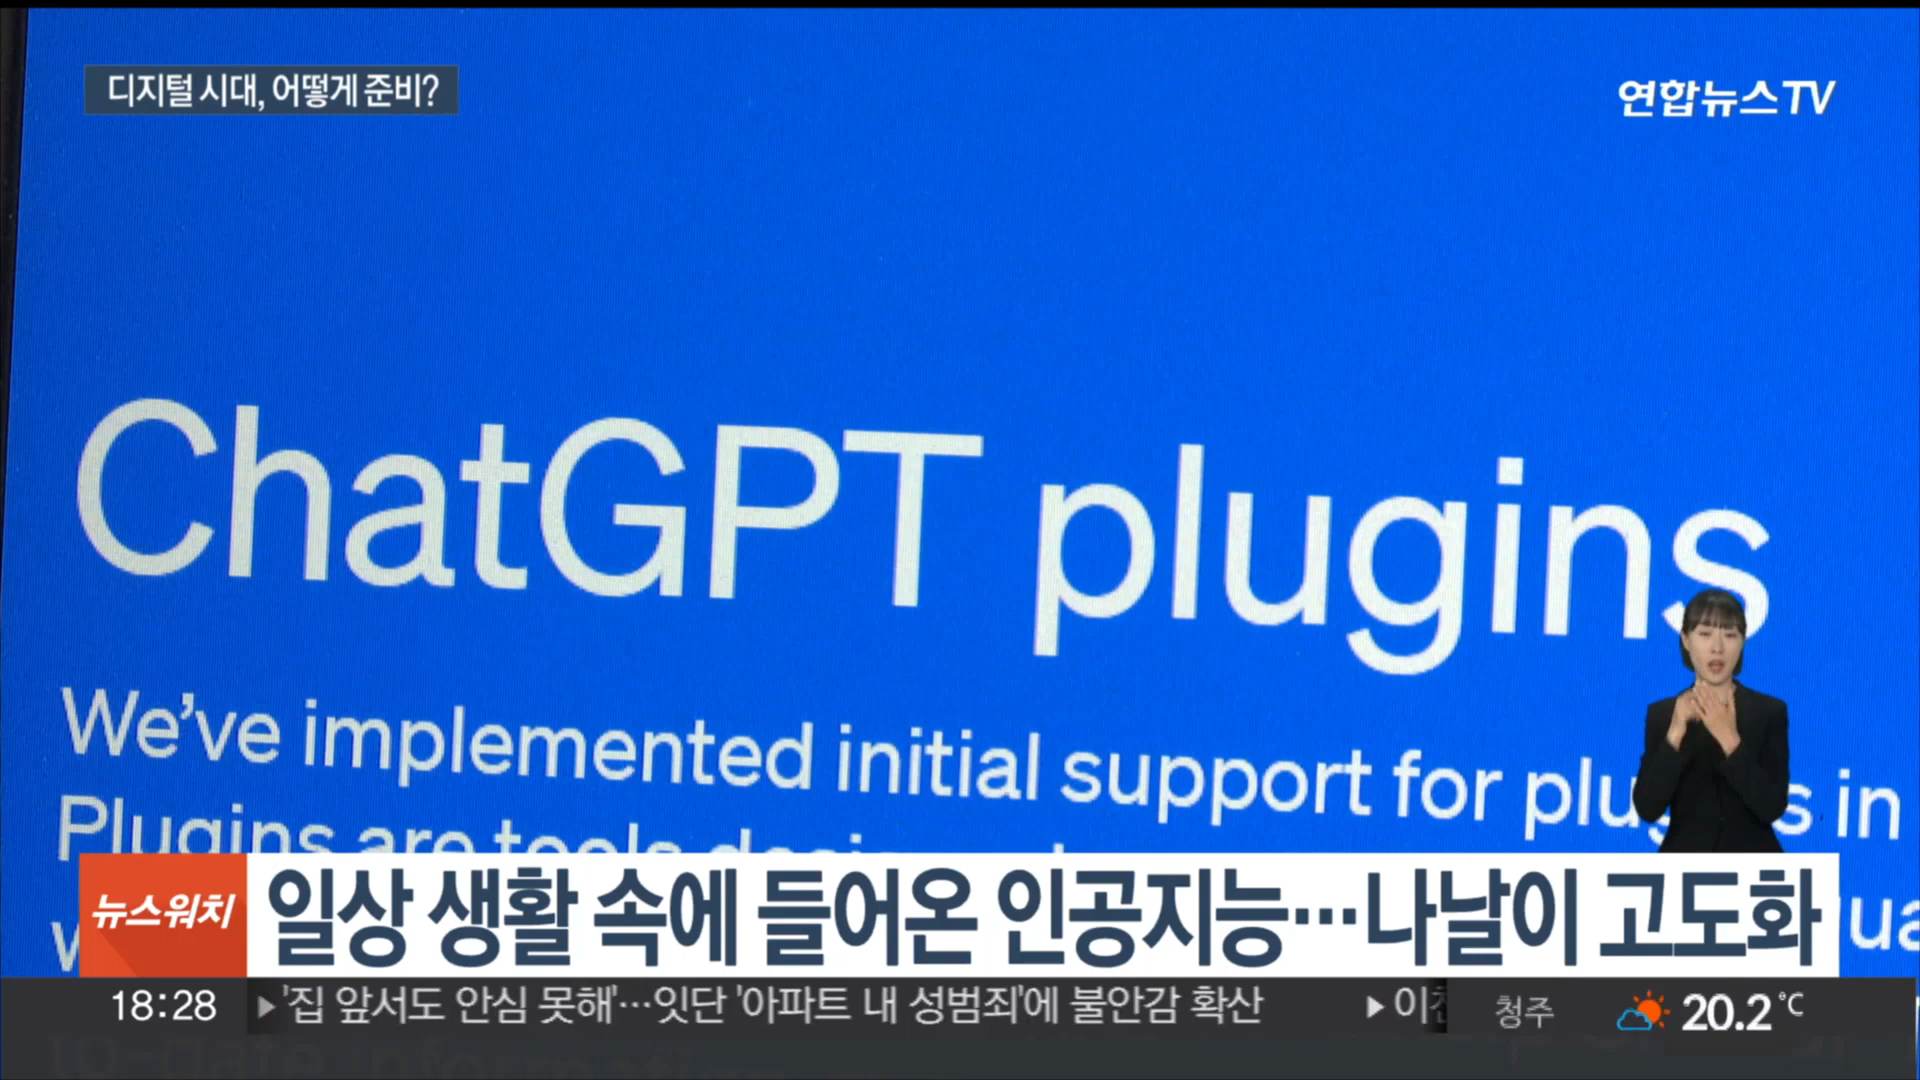 디지털 시대, 어떻게 준비?
연합뉴스TV
ChatGPT plugins
We've implemented initial support for in
Plugins are tools
뉴스워치
일상 생활 속에 들어온 인공지능…나날이 고도화
18:28
▶'집 앞서도 안심 못해'…잇단 '아파트 내 성범죄'에 불안감 확산
▶이
청주
20.2℃